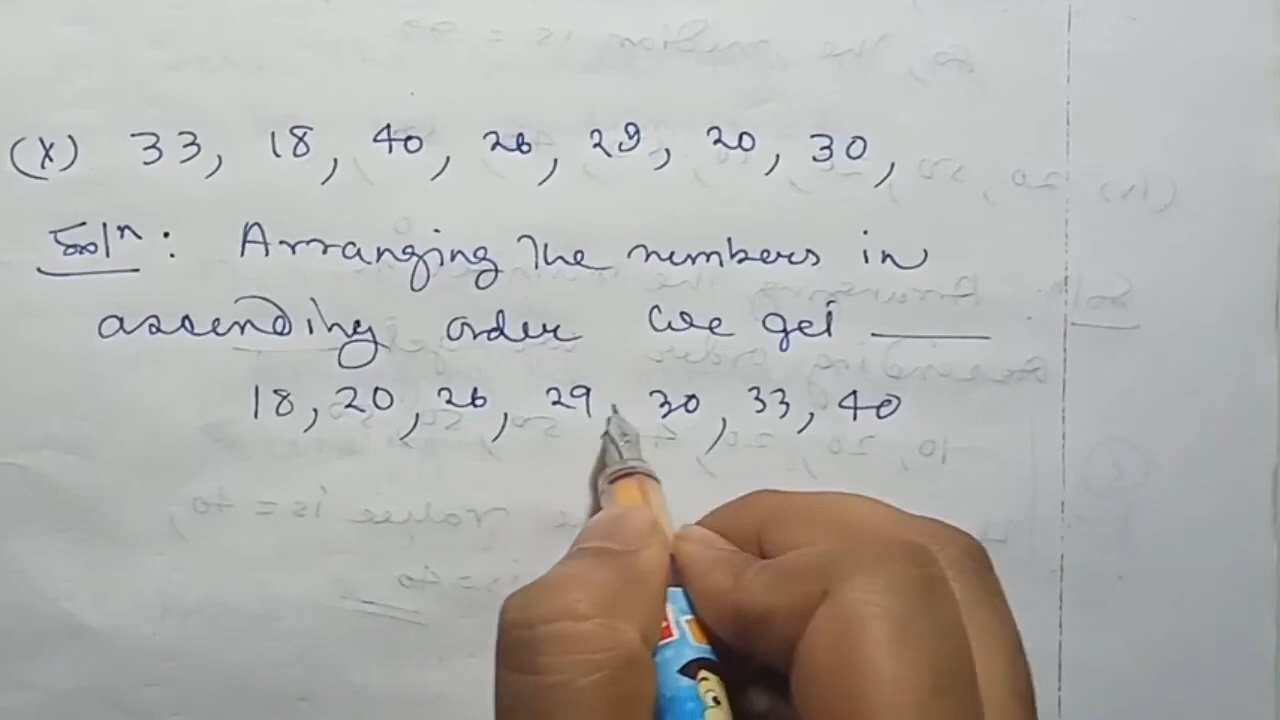 (X) 33, 18, 40, 26, 29, 20, 30,
Solⁿ: Arranging the numbers in
ascending order we get ____
18, 20, 26, 29, 30, 33, 40